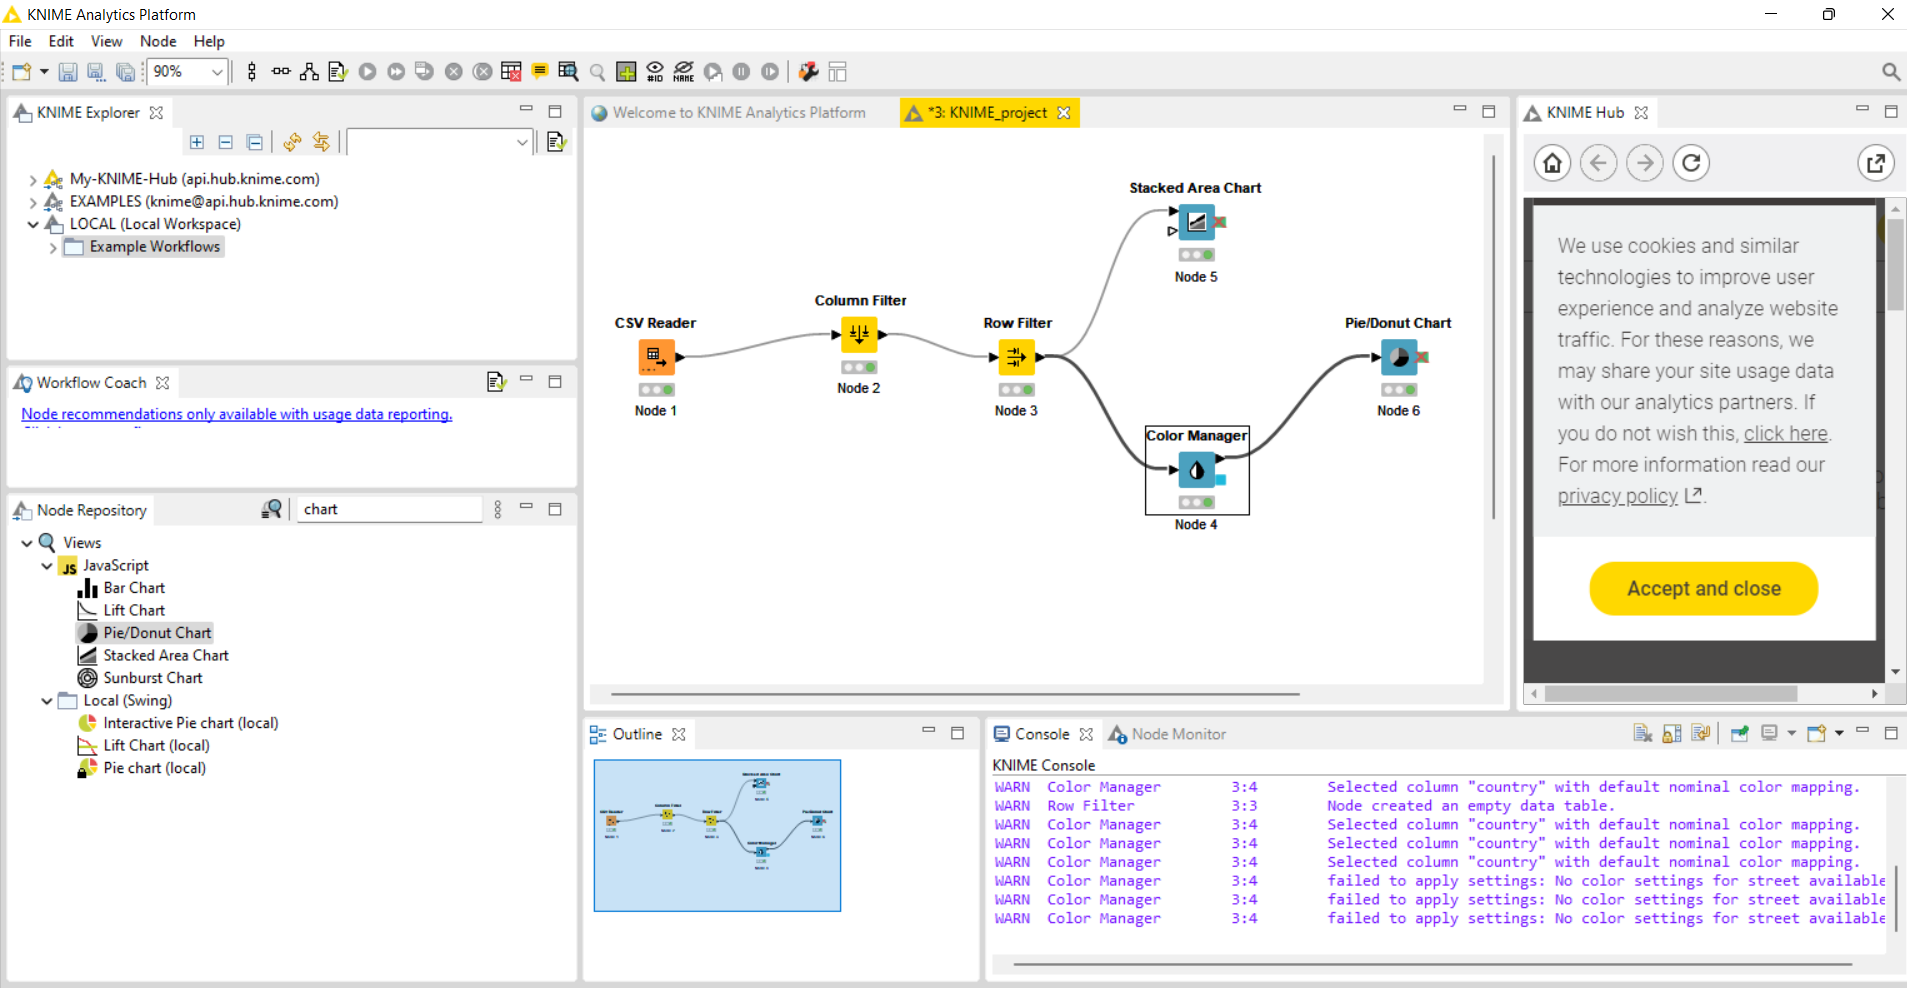 KNIME Analytics Platform
File Edit View Node Help
90%
#ID
NAME
KNIME Explorer
My-KNIME-Hub (api.hub.knime.com)
EXAMPLES (knime@api.hub.knime.com)
LOCAL (Local Workspace)
Example Workflows
Workflow Coach
Node recommendations only available with usage data reporting.
Node Repository
chart
Views
JS JavaScript
Bar Chart
Lift Chart
Pie/Donut Chart
Stacked Area Chart
Sunburst Chart
Local (Swing)
Interactive Pie chart (local)
Lift Chart (local)
Pie chart (local)
Welcome to KNIME Analytics Platform
*3: KNIME_project
Stacked Area Chart
Node 5
Column Filter
Node 2
CSV Reader
Node 1
Row Filter
Node 3
Pie/Donut Chart
Node 6
Color Manager
Node 4
KNIME Hub
We use cookies and similar
technologies to improve user
experience and analyze website
traffic. For these reasons, we
may share your site usage data
with our analytics partners. If
you do not wish this, click here.
For more information read our
privacy policy.
Accept and close
Outline
Console
Node Monitor
KNIME Console
WARN Color Manager 3:4 Selected column "country" with default nominal color mapping.
WARN Row Filter 3:3 Node created an empty data table.
WARN Color Manager 3:4 Selected column "country" with default nominal color mapping.
WARN Color Manager 3:4 Selected column "country" with default nominal color mapping.
WARN Color Manager 3:4 Selected column "country" with default nominal color mapping.
WARN Color Manager 3:4 failed to apply settings: No color settings for street available
WARN Color Manager 3:4 failed to apply settings: No color settings for street available
WARN Color Manager 3:4 failed to apply settings: No color settings for street available